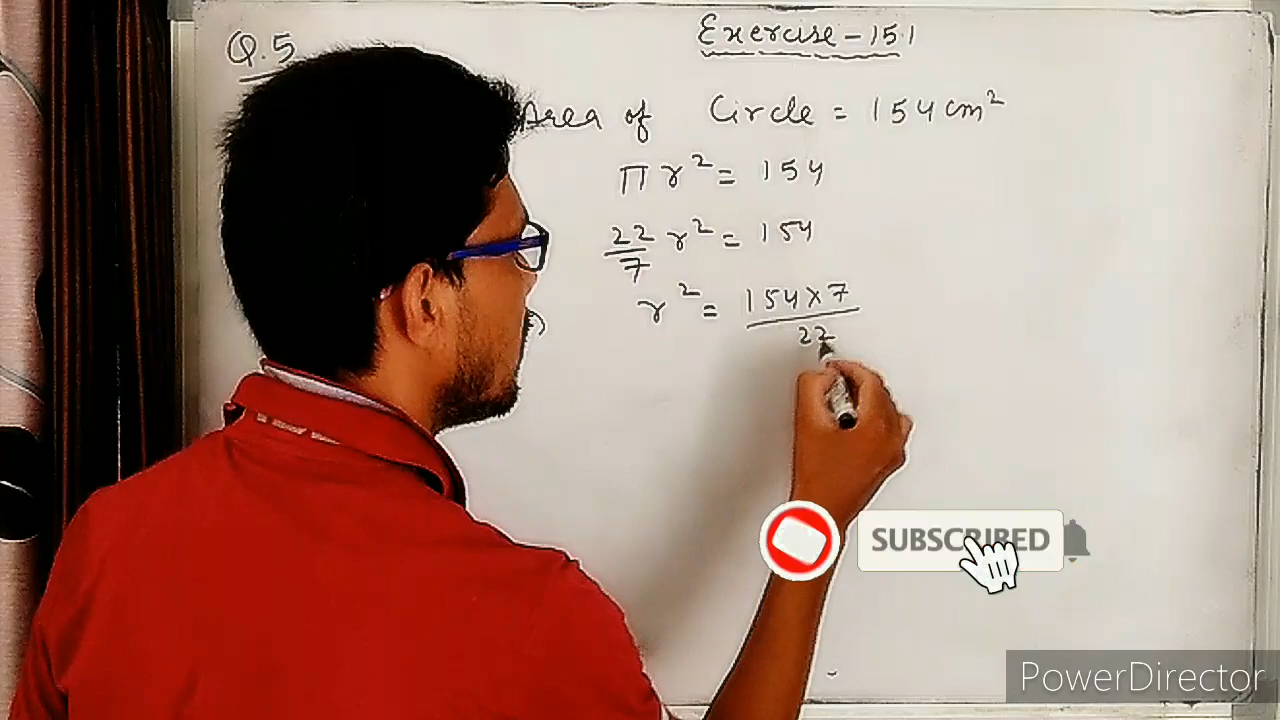 Exercise - 15.1
Q.5
Area of Circle = 154 cm²
π r² = 154
22/7 r² = 154
r² = 154 × 7 / 22
SUBSCRIBED
PowerDirector